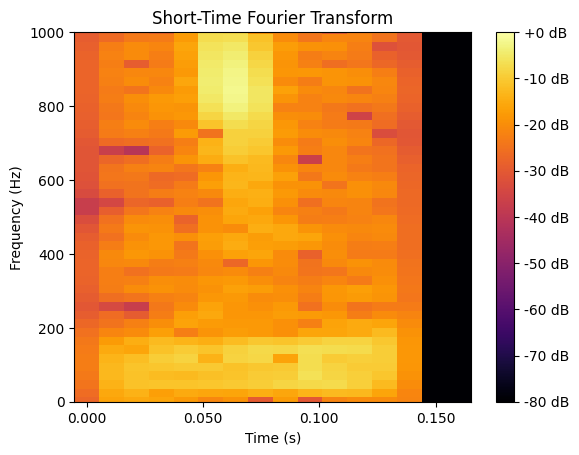 Short-Time Fourier Transform
1000
800
600
400
200
0
Frequency (Hz)
0.000
0.050
0.100
0.150
Time (s)
+0 dB
-10 dB
-20 dB
-30 dB
-40 dB
-50 dB
-60 dB
-70 dB
-80 dB